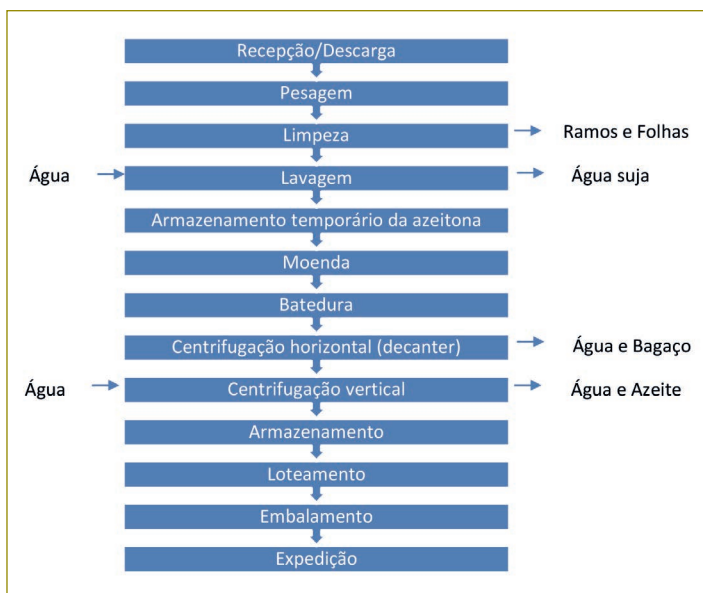 Recepção/Descarga
Pesagem
Limpeza
Ramos e Folhas
Água
Lavagem
Água suja
Armazenamento temporário da azeitona
Moenda
Batedura
Centrifugação horizontal (decanter)
Água e Bagaço
Água
Centrifugação vertical
Água e Azeite
Armazenamento
Loteamento
Embalamento
Expedição